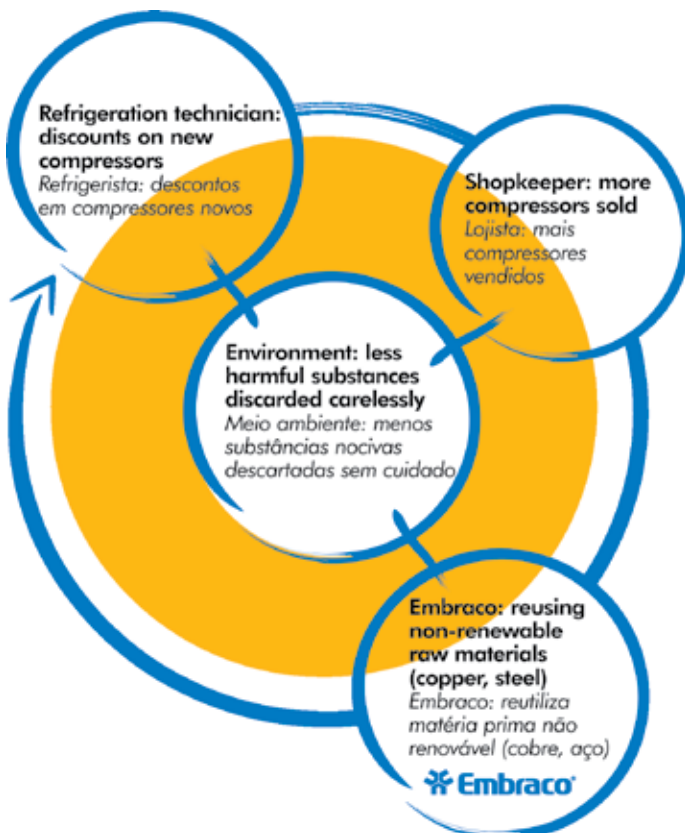 Refrigeration technician:
discounts on new
compressors
Refrigerista: descontos
em compressores novos
Shopkeeper: more
compressors sold
Lojista: mais
compressores
vendidos
Environment: less
harmful substances
discarded carelessly
Meio ambiente: menos
substâncias nocivas
descartadas sem cuidado
Embraco: reusing
non-renewable
raw materials
(copper, steel)
Embraco: reutiliza
matéria prima não
renovável (cobre, aço)
Embraco